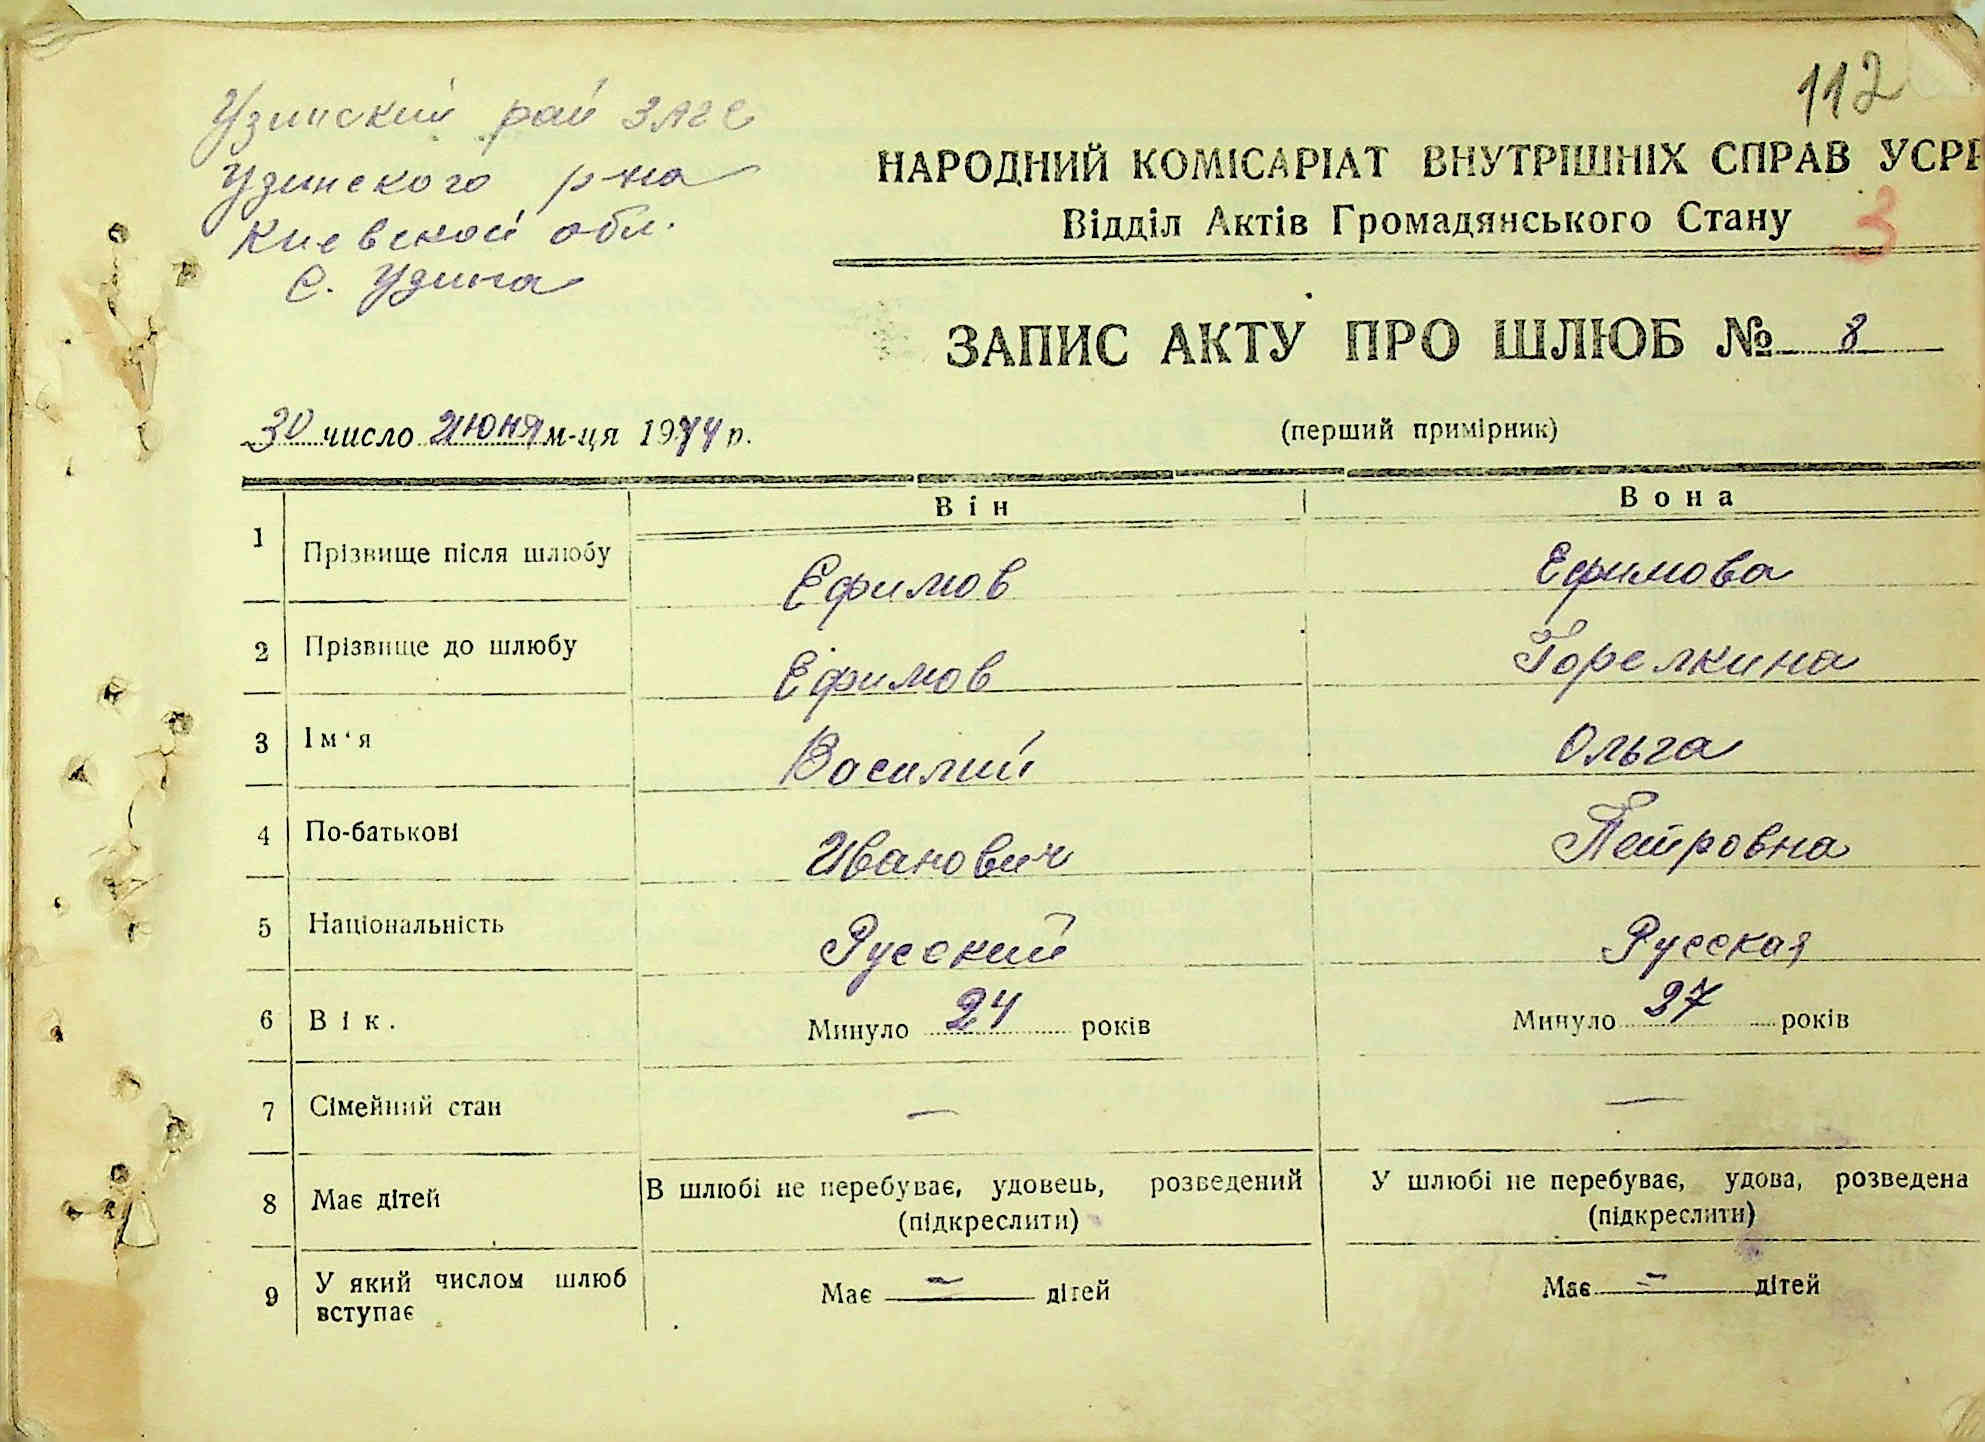 112
Узинский рай ЗАГС
Узинского р-на
Киевской обл.
С. Узина
НАРОДНИЙ КОМІСАРІАТ ВНУТРІШНІХ СПРАВ УСРР
Відділ Актів Громадянського Стану
3
ЗАПИС АКТУ ПРО ШЛЮБ № 8
30 число Июня м-ця 1944 р.
(перший примірник)
Він Вона
1 Прізвище після шлюбу Ефимов Ефимова
2 Прізвище до шлюбу Ефимов Горелкина
3 Ім'я Василий Ольга
4 По-батькові Иванович Петровна
5 Національність Русский Русская
6 Вік. Минуло 24 років Минуло 27 років
7 Сімейний стан — —
8 Має дітей В шлюбі не перебуває, удовець, розведений У шлюбі не перебуває, удова, розведена
(підкреслити) (підкреслити)
9 У який числом шлюб Має — дітей Має — дітей
вступає